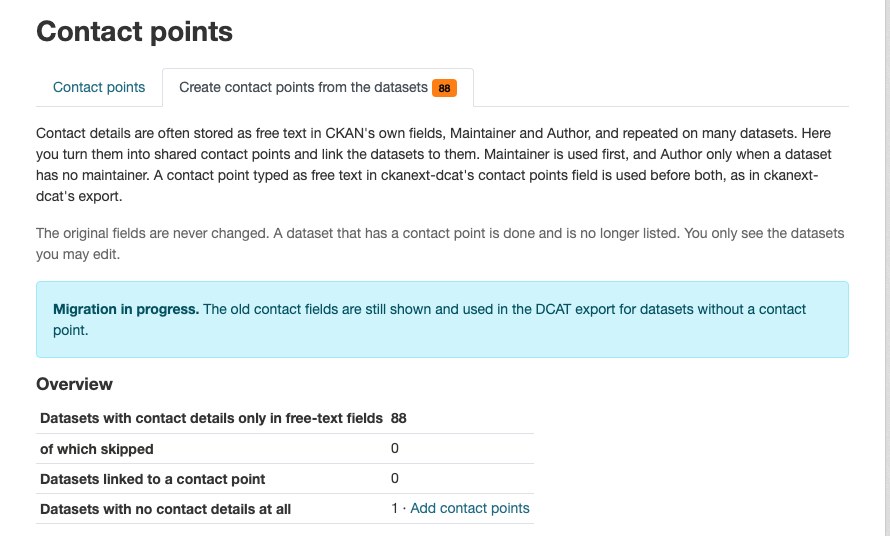 Contact points
Contact points
Create contact points from the datasets 88
Contact details are often stored as free text in CKAN's own fields, Maintainer and Author, and repeated on many datasets. Here
you turn them into shared contact points and link the datasets to them. Maintainer is used first, and Author only when a dataset
has no maintainer. A contact point typed as free text in ckanext-dcat's contact points field is used before both, as in ckanext-
dcat's export.
The original fields are never changed. A dataset that has a contact point is done and is no longer listed. You only see the datasets
you may edit.
Migration in progress. The old contact fields are still shown and used in the DCAT export for datasets without a contact
point.
Overview
Datasets with contact details only in free-text fields 88
of which skipped 0
Datasets linked to a contact point 0
Datasets with no contact details at all 1 · Add contact points